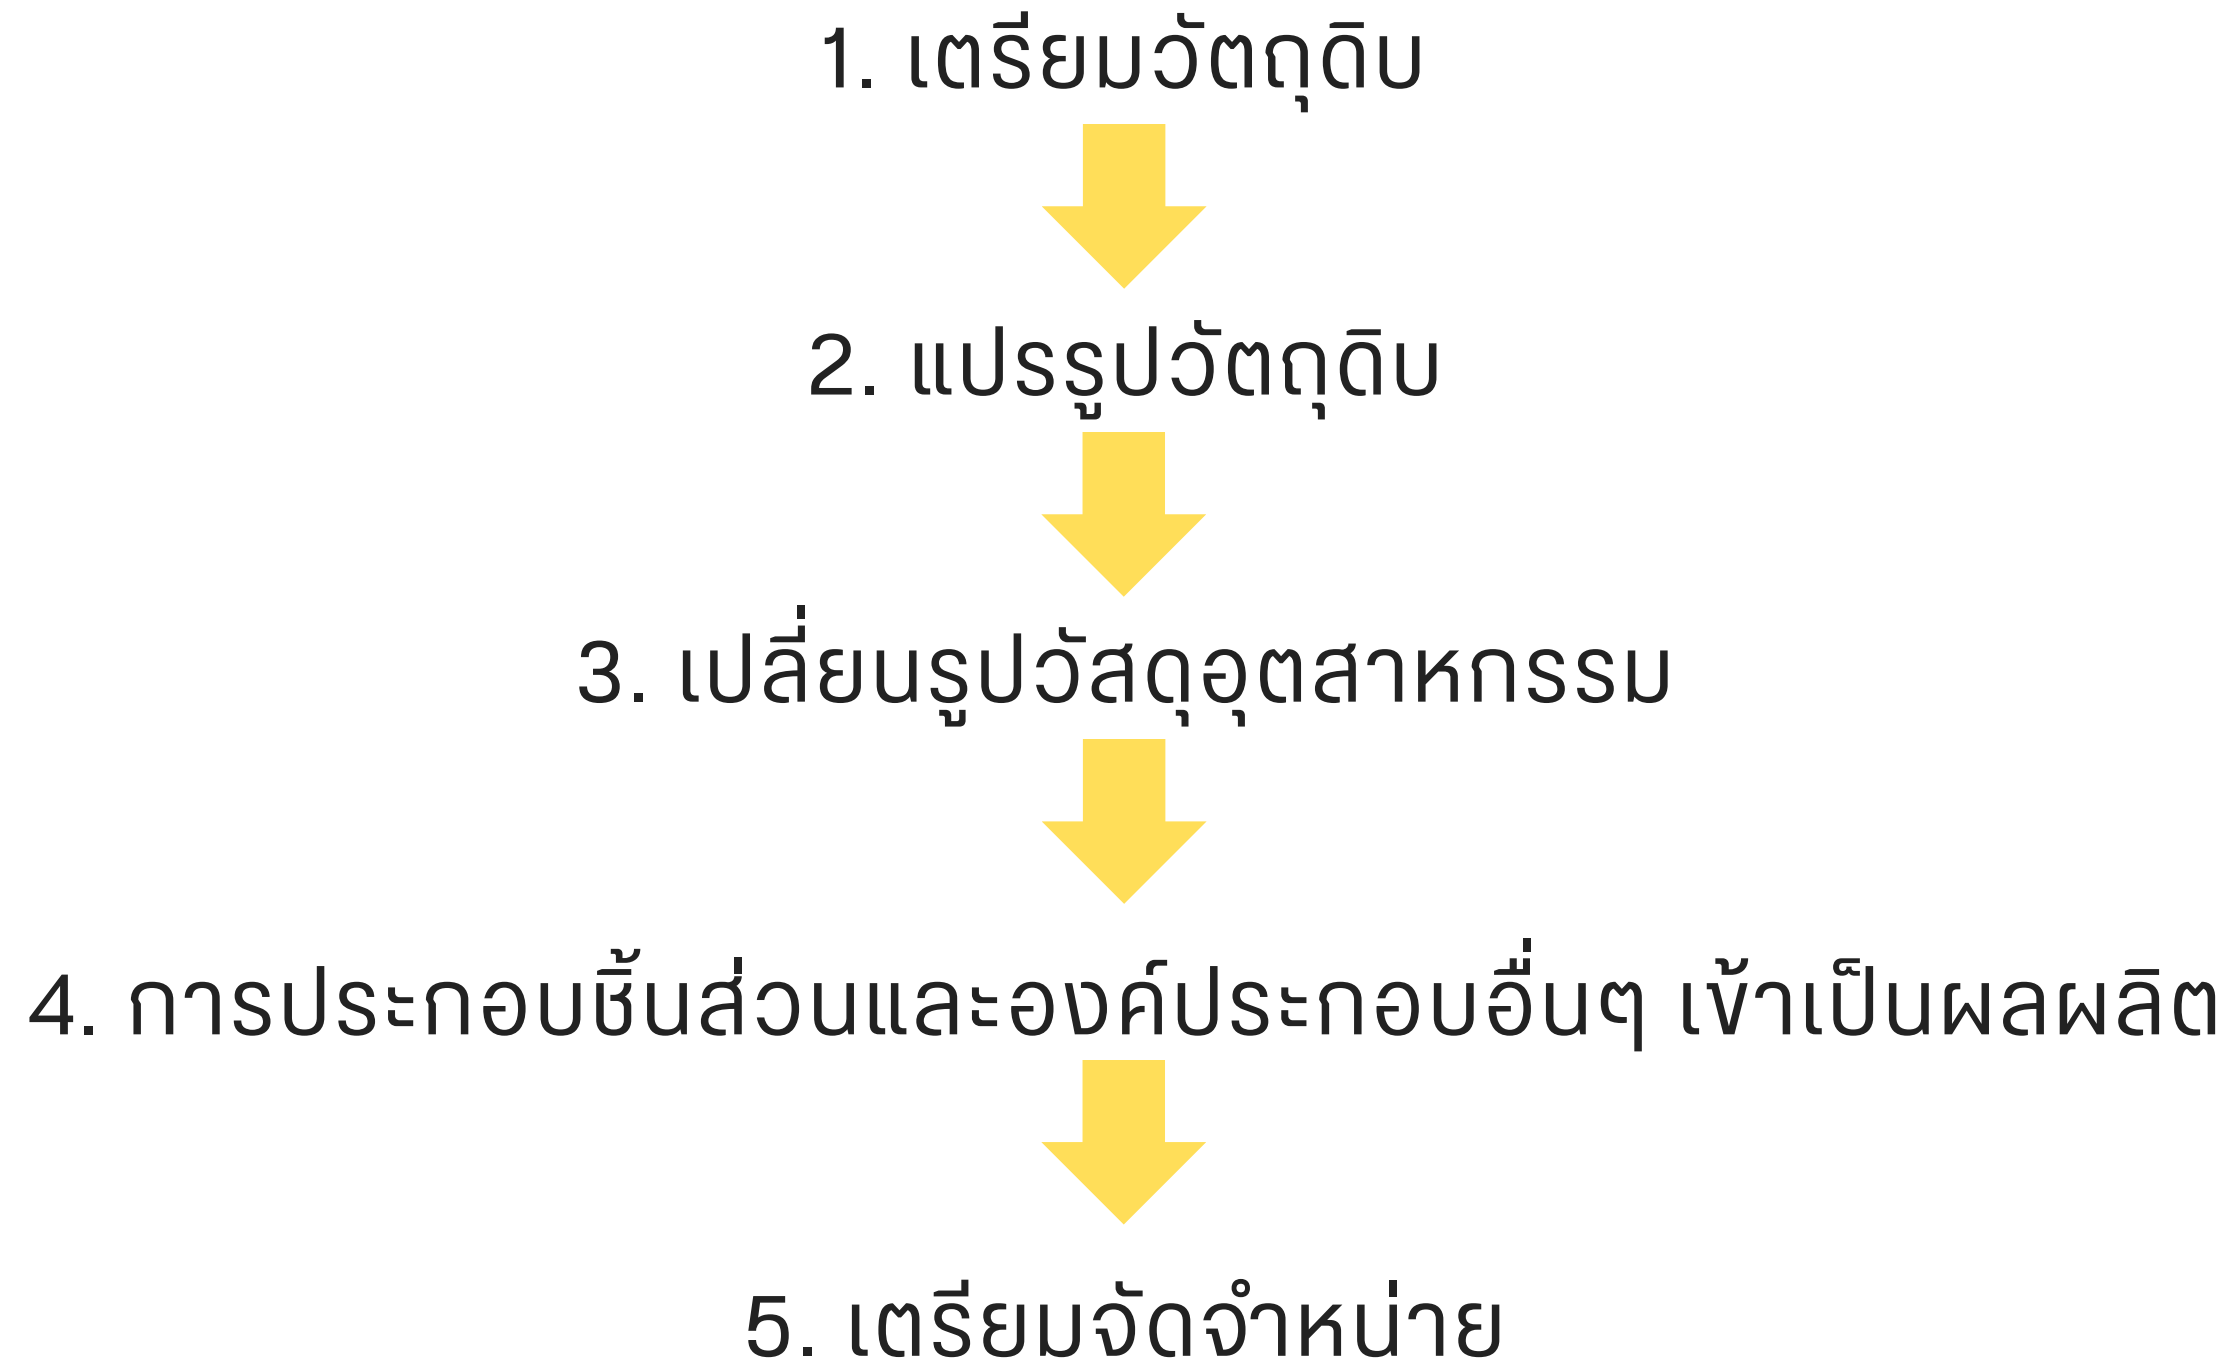 1. เตรียมวัตถุดิบ
2. แปรรูปวัตถุดิบ
3. เปลี่ยนรูปวัสดุอุตสาหกรรม
4. การประกอบชิ้นส่วนและองค์ประกอบอื่นๆ เข้าเป็นผลผลิต
5. เตรียมจัดจำหน่าย